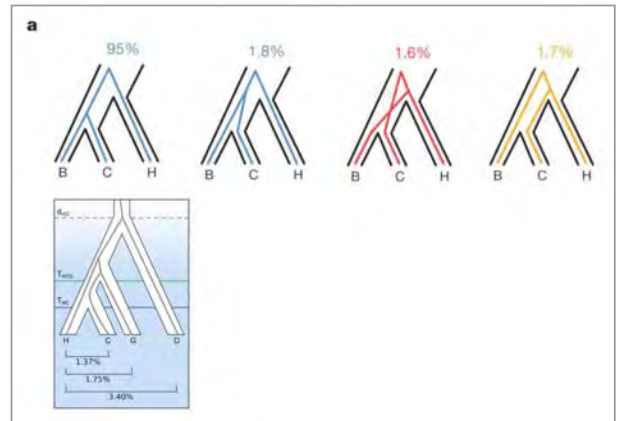 a
95%
1.8%
1.6%
1.7%
B C H
B C H
B C H
B C H
H C G O
1.37%
1.75%
3.40%